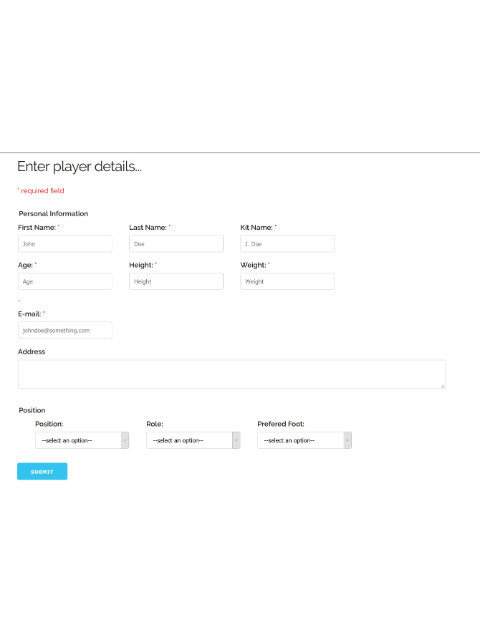 Enter player details...
* required field
Personal Information
First Name: * Last Name: * Kit Name: *
John Doe J. Doe
Age: * Height: * Weight: *
Age Height Weight
E-mail: *
johndoe@something.com
Address
Position
Position: Role: Prefered Foot:
--select an option-- --select an option-- --select an option--
SUBMIT